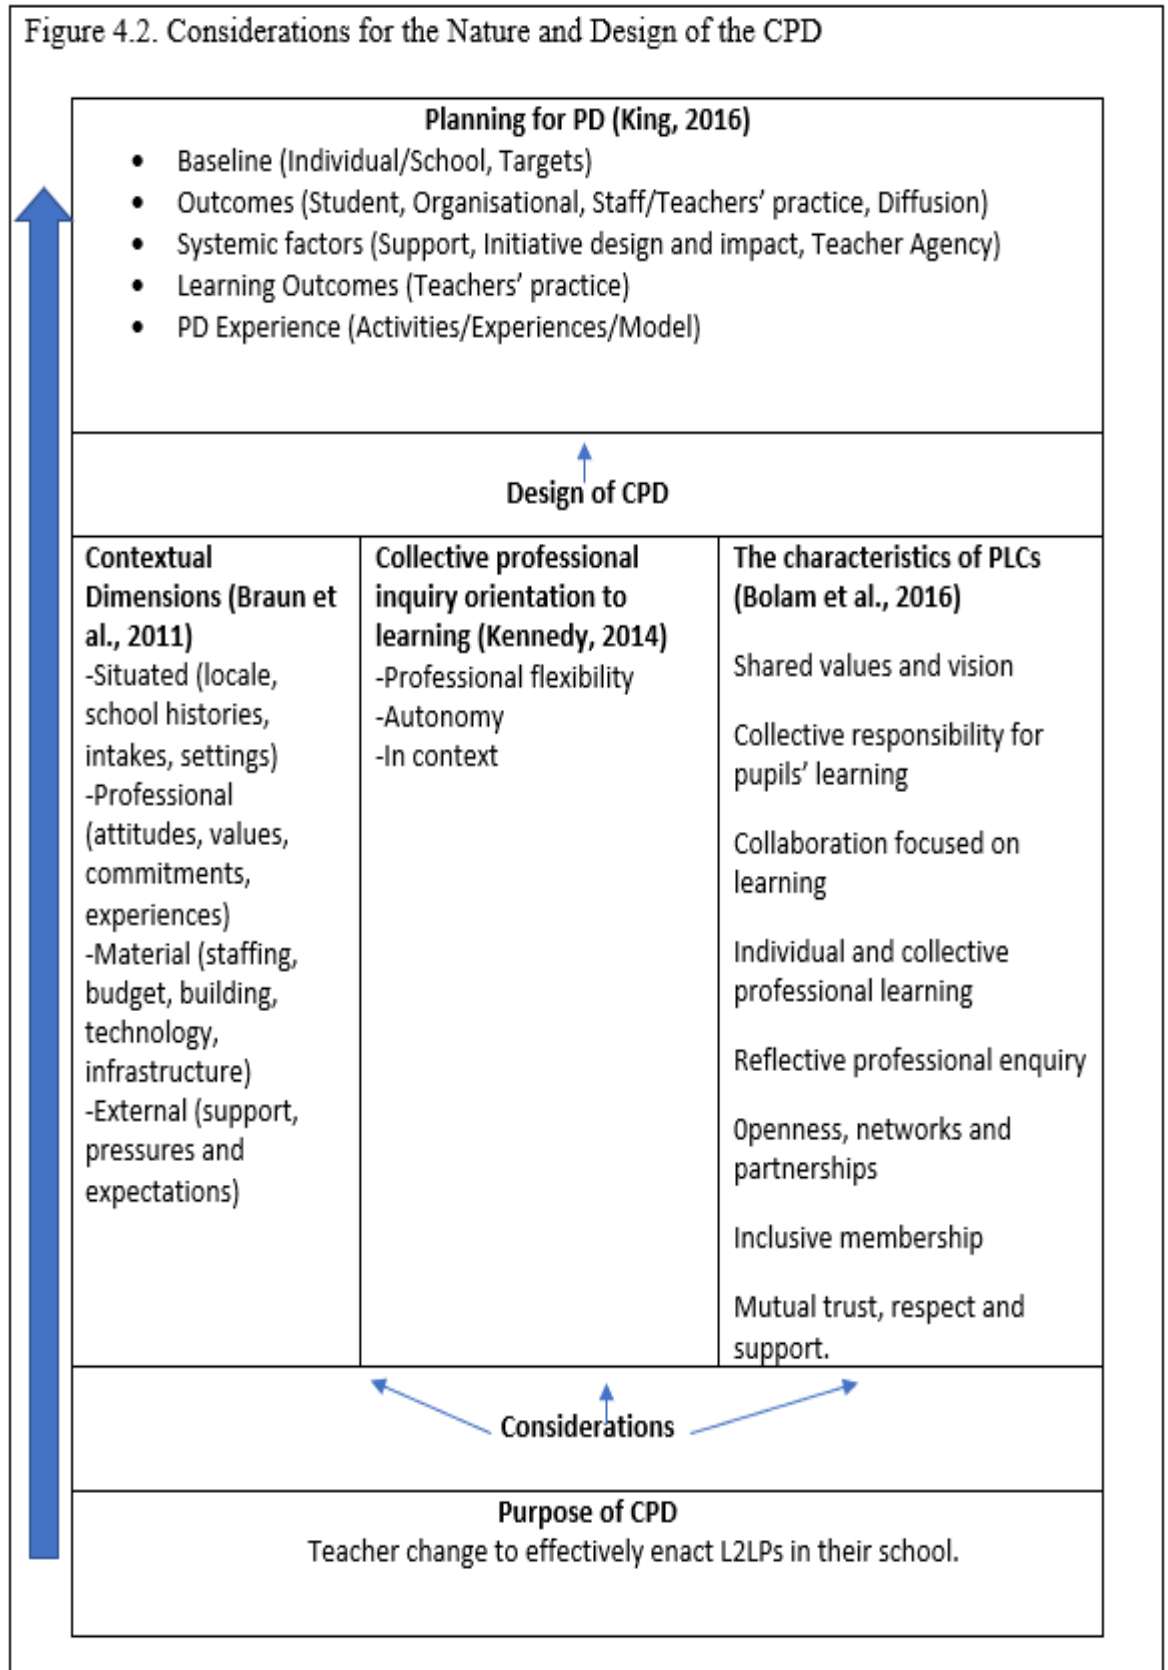 Figure 4.2. Considerations for the Nature and Design of the CPD
Planning for PD (King, 2016)
• Baseline (Individual/School, Targets)
• Outcomes (Student, Organisational, Staff/Teachers’ practice, Diffusion)
• Systemic factors (Support, Initiative design and impact, Teacher Agency)
• Learning Outcomes (Teachers’ practice)
• PD Experience (Activities/Experiences/Model)
Design of CPD
Contextual
Dimensions (Braun et
al., 2011)
-Situated (locale,
school histories,
intakes, settings)
-Professional
(attitudes, values,
commitments,
experiences)
-Material (staffing,
budget, building,
technology,
infrastructure)
-External (support,
pressures and
expectations)
Collective professional
inquiry orientation to
learning (Kennedy, 2014)
-Professional flexibility
-Autonomy
-In context
The characteristics of PLCs
(Bolam et al., 2016)
Shared values and vision
Collective responsibility for
pupils’ learning
Collaboration focused on
learning
Individual and collective
professional learning
Reflective professional enquiry
Openness, networks and
partnerships
Inclusive membership
Mutual trust, respect and
support.
Considerations
Purpose of CPD
Teacher change to effectively enact L2LPs in their school.